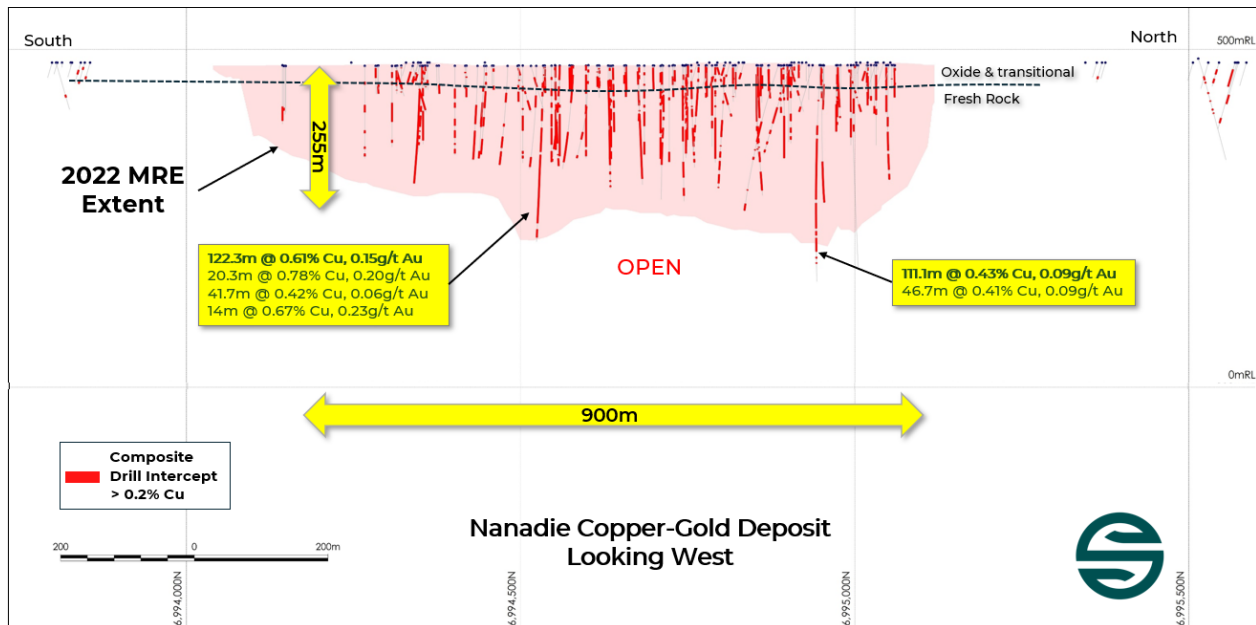 South
North
500mRL
Oxide & transitional
Fresh Rock
255m
2022 MRE
Extent
122.3m @ 0.61% Cu, 0.15g/t Au
20.3m @ 0.78% Cu, 0.20g/t Au
41.7m @ 0.42% Cu, 0.06g/t Au
14m @ 0.67% Cu, 0.23g/t Au
OPEN
111.1m @ 0.43% Cu, 0.09g/t Au
46.7m @ 0.41% Cu, 0.09g/t Au
0mRL
900m
Composite
Drill Intercept
> 0.2% Cu
200
0
200m
Nanadie Copper-Gold Deposit
Looking West
6.994.000N
6.994.500N
6.995.000N
6.995.500N